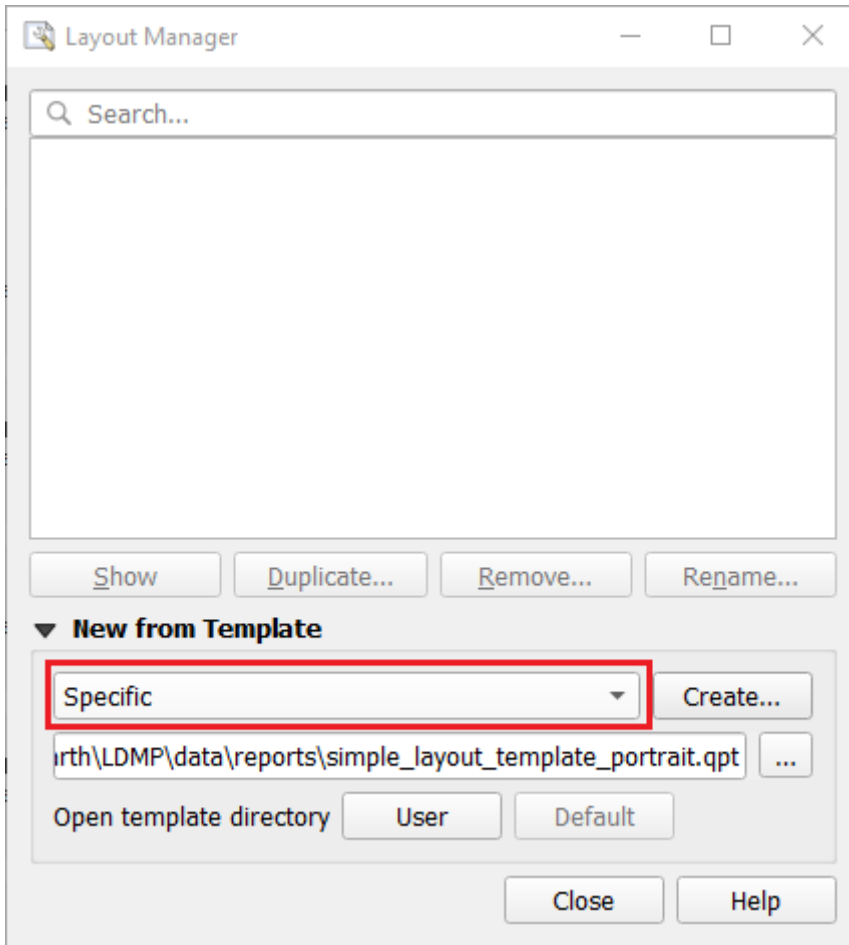 Layout Manager
Search...
Show Duplicate... Remove... Rename...
New from Template
Specific Create...
rth\LDMP\data\reports\simple_layout_template_portrait.qpt ...
Open template directory User Default
Close Help